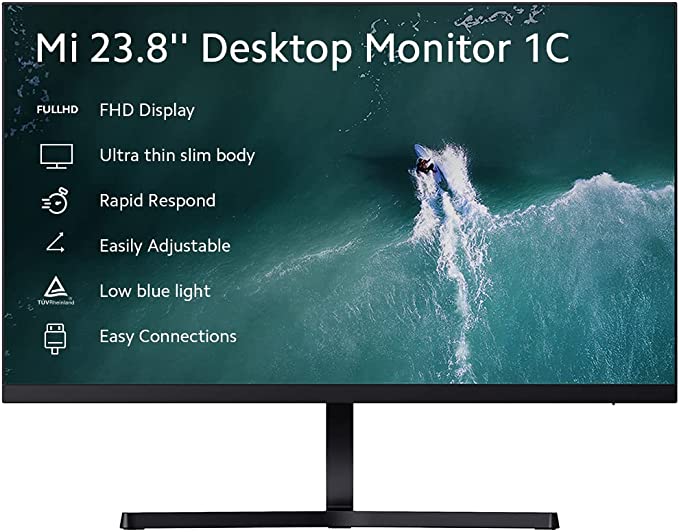 Mi 23.8'' Desktop Monitor 1C
FULLHD FHD Display
Ultra thin slim body
Rapid Respond
Easily Adjustable
TÜVRheinland Low blue light
Easy Connections